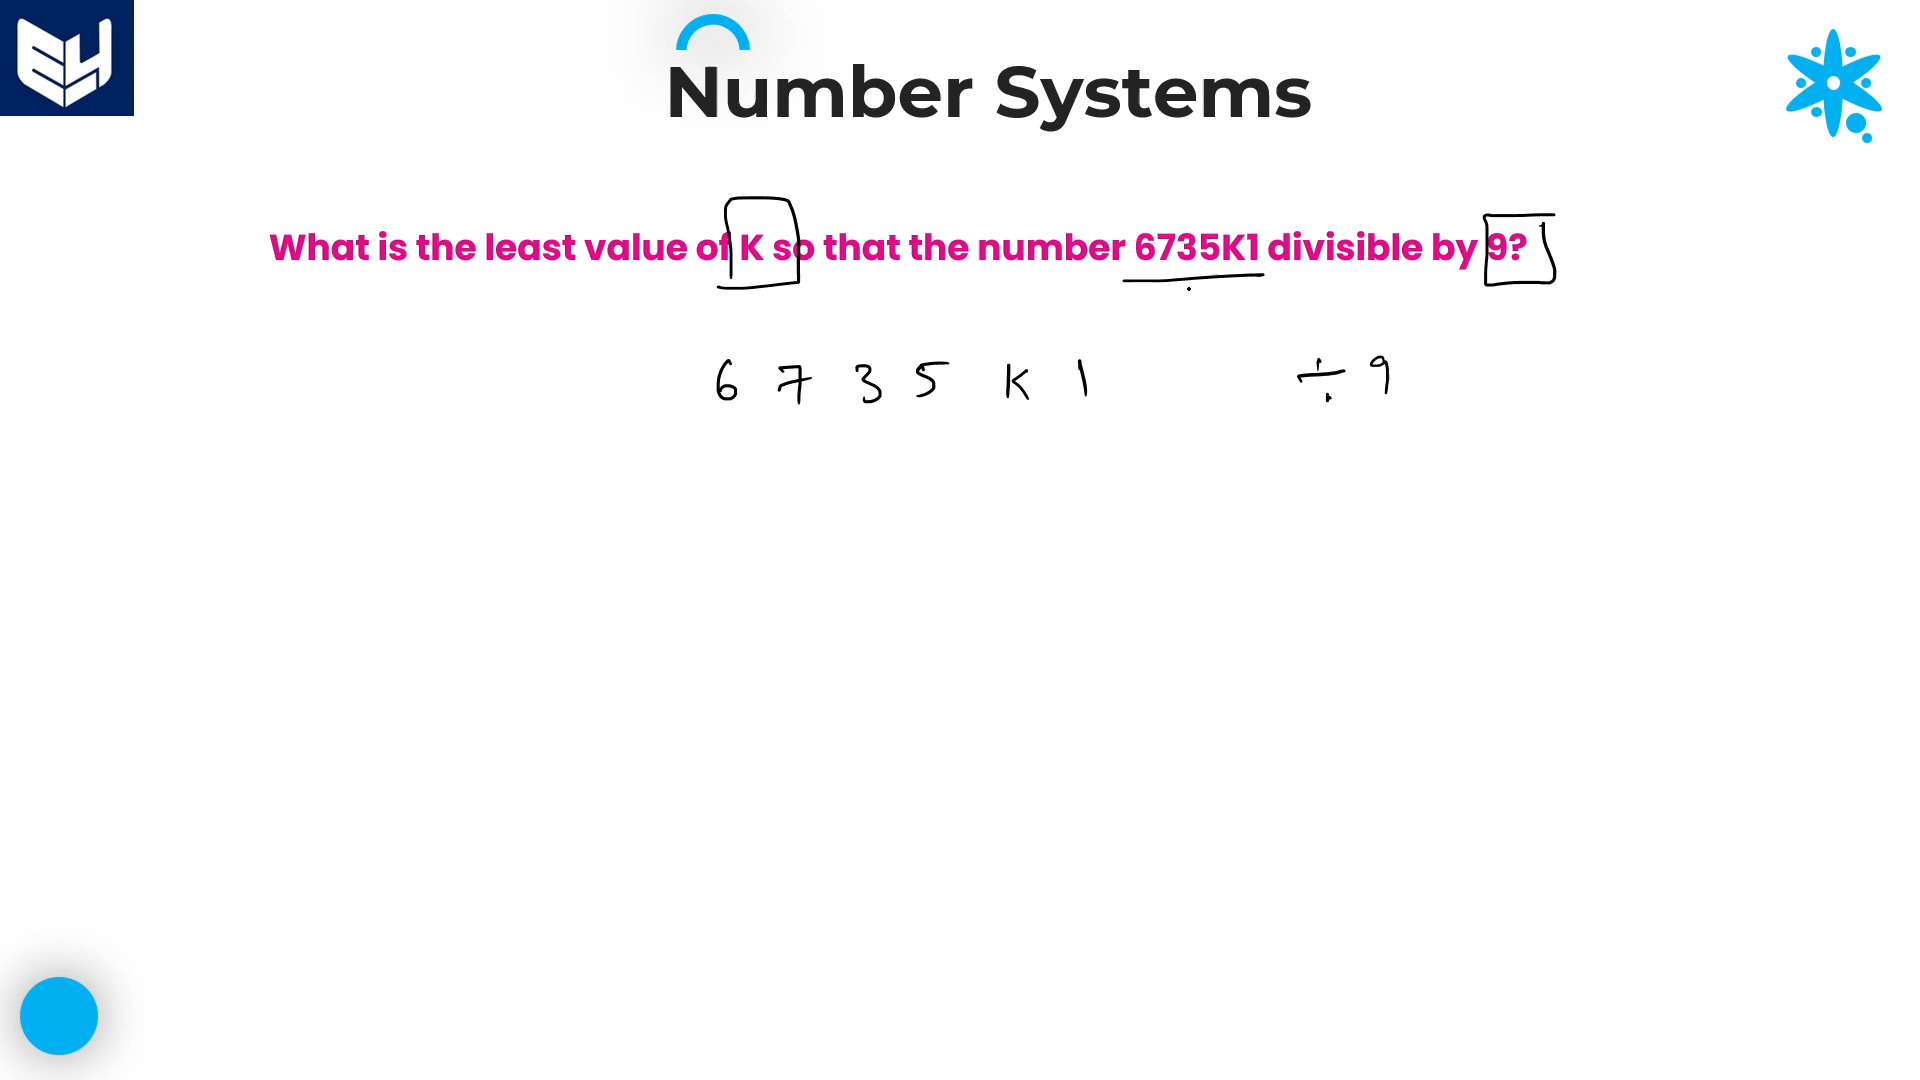 Number Systems
What is the least value of K so that the number 6735K1 divisible by 9?
6 7 3 5 K 1 ÷ 9